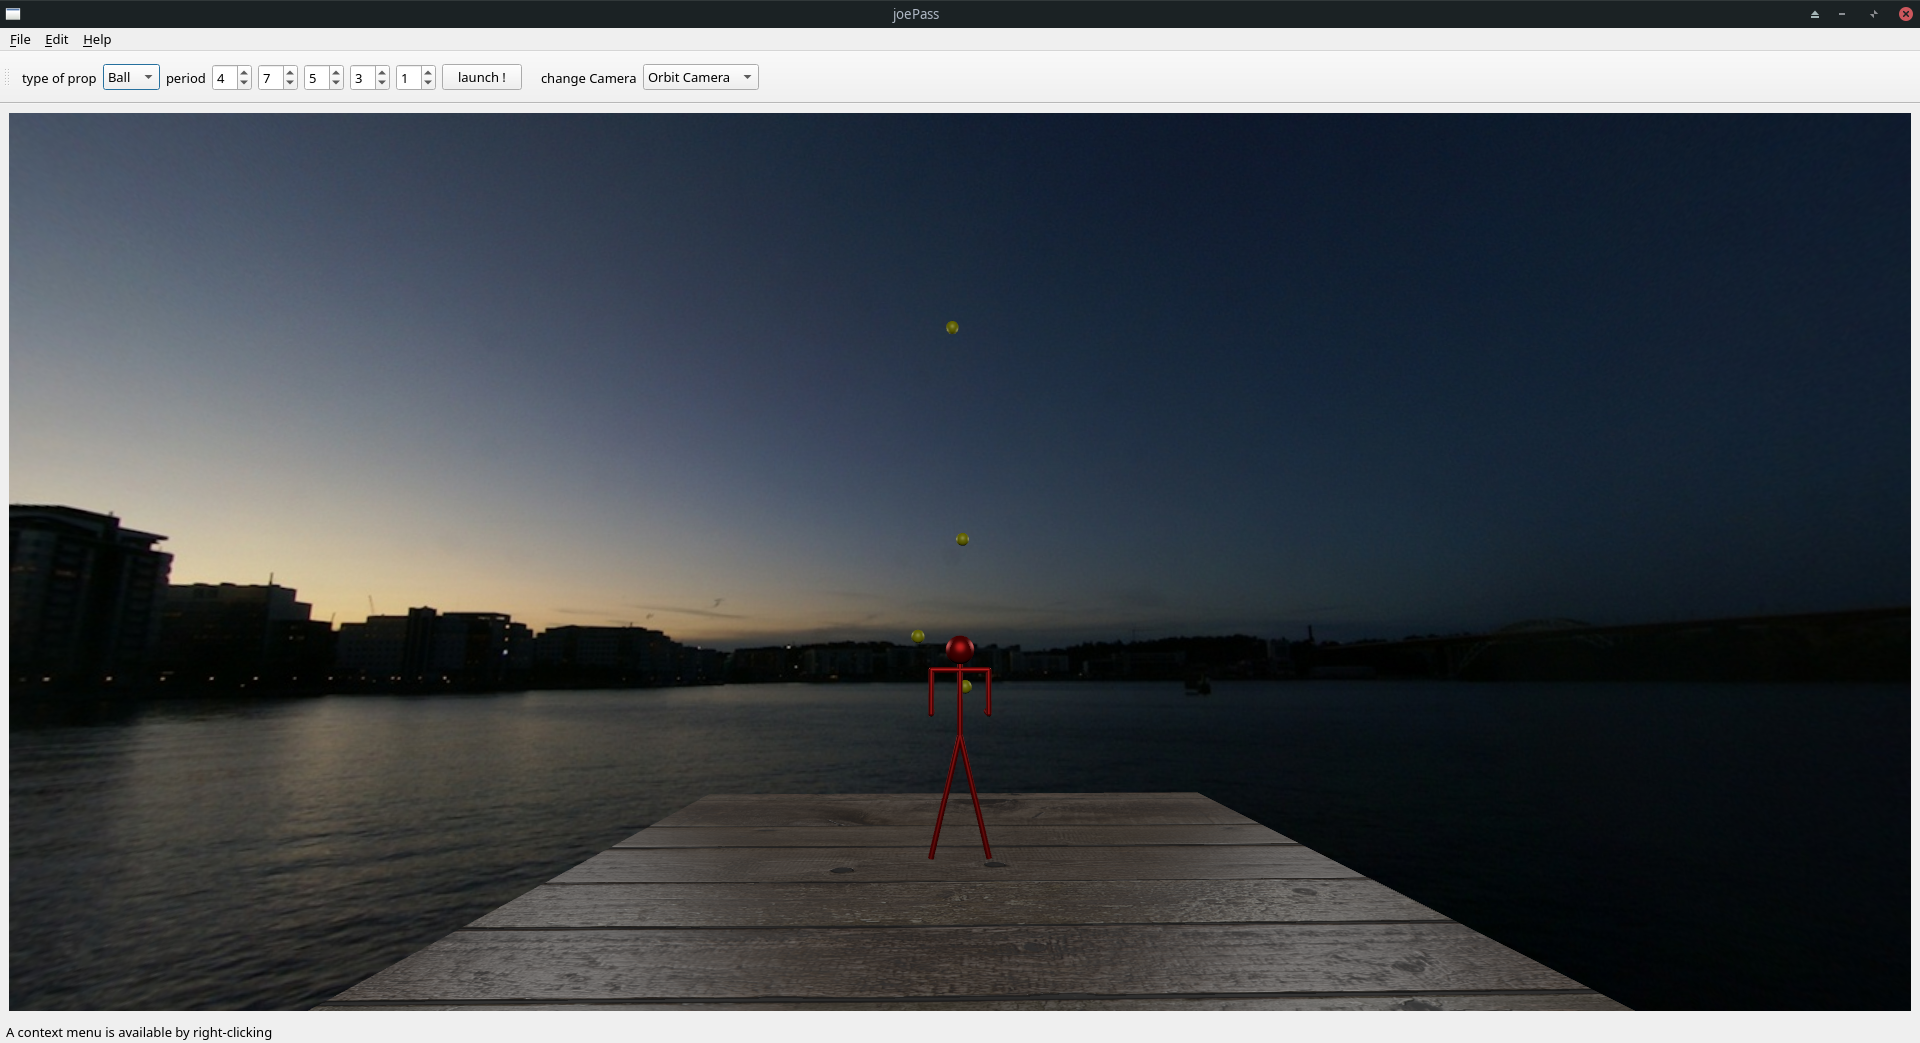 joePass
File Edit Help
type of prop Ball period 4 7 5 3 1 launch ! change Camera Orbit Camera
A context menu is available by right-clicking